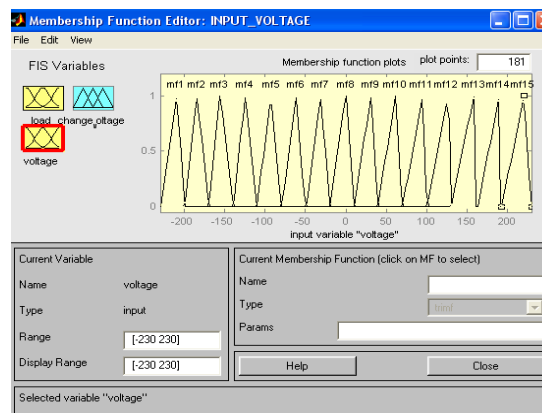 Membership Function Editor: INPUT_VOLTAGE
File Edit View
FIS Variables
Membership function plots plot points: 181
mf1 mf2 mf3 mf4 mf5 mf6 mf7 mf8 mf9 mf10 mf11 mf12 mf13 mf14 mf15
1
0.5
0
load change_oltage
voltage
-200 -150 -100 -50 0 50 100 150 200
input variable "voltage"
Current Variable
Name voltage
Type input
Range [-230 230]
Display Range [-230 230]
Current Membership Function (click on MF to select)
Name
Type trimf
Params
Help Close
Selected variable "voltage"